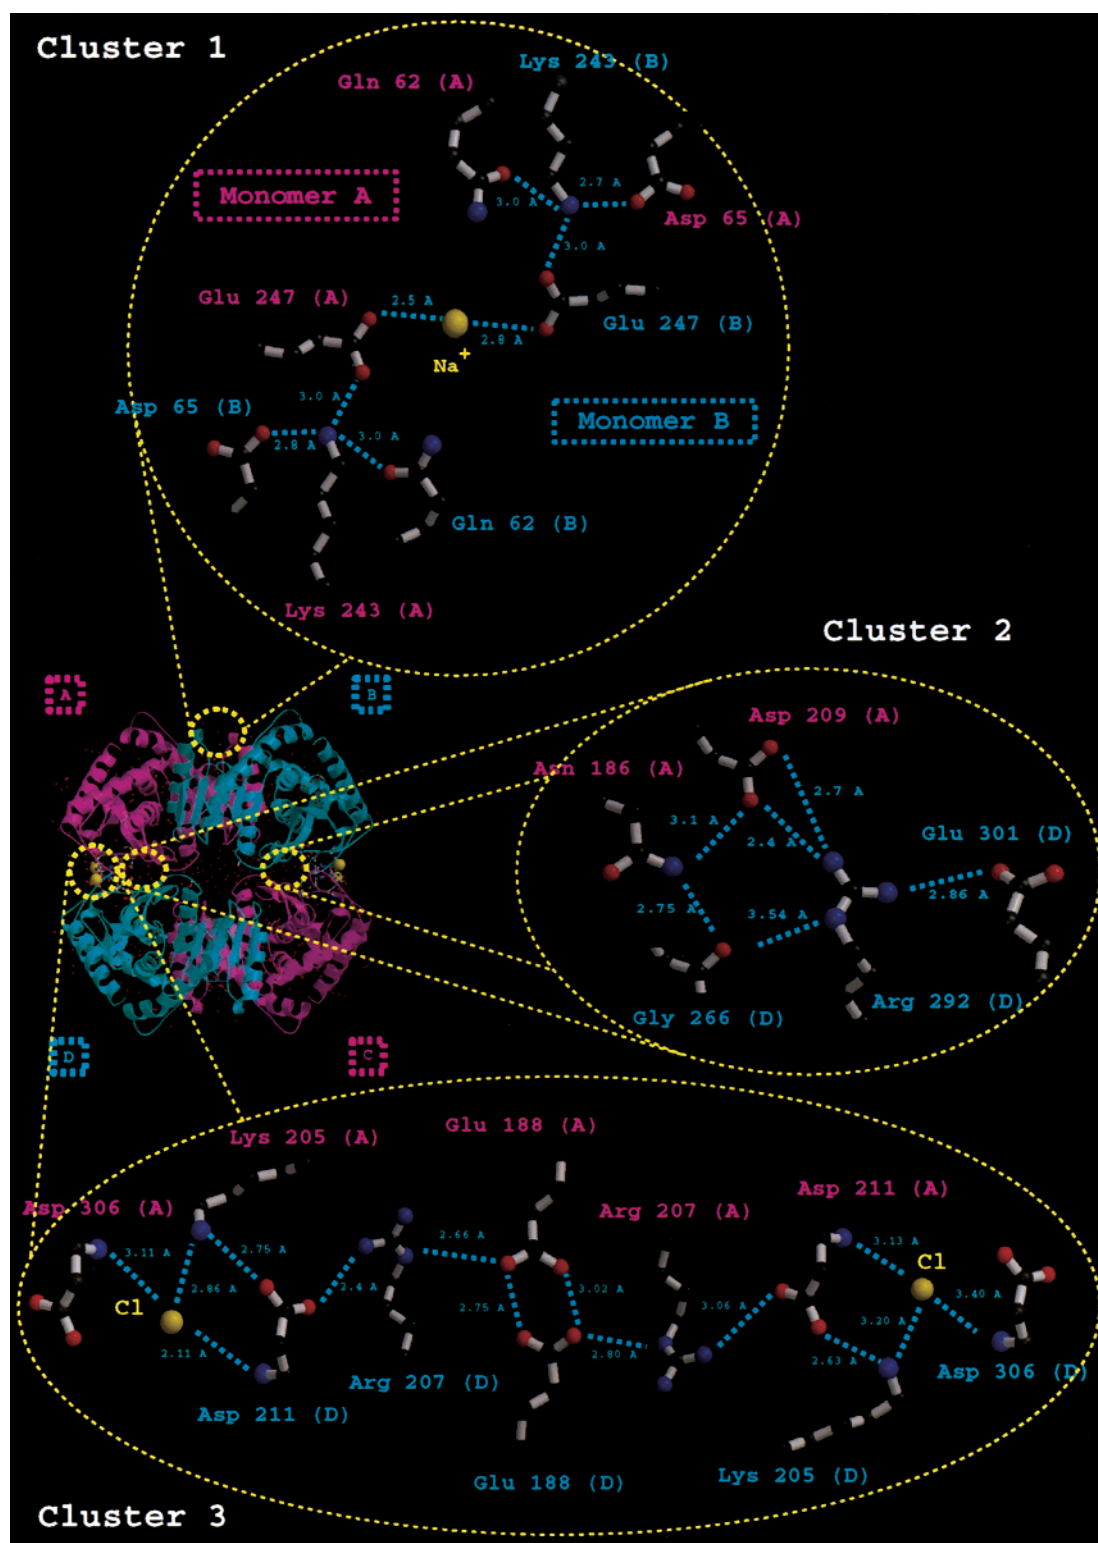 Cluster 1
Lys 243 (B)
Gln 62 (A)
2.7 A
Monomer A
3.0 A
Asp 65 (A)
3.0 A
Glu 247 (A)
2.5 A
Glu 247 (B)
2.8 A
Na+
3.0 A
Asp 65 (B)
Monomer B
3.0 A
2.8 A
Gln 62 (B)
Lys 243 (A)
Cluster 2
A
B
Asp 209 (A)
Asn 186 (A)
2.7 A
3.1 A
Glu 301 (D)
2.4 A
2.86 A
2.75 A
3.54 A
Arg 292 (D)
Gly 266 (D)
D
C
Glu 188 (A)
Lys 205 (A)
Asp 211 (A)
Asp 306 (A)
Arg 207 (A)
2.66 A
3.13 A
3.11 A
2.75 A
Cl
2.86 A
2.4 A
3.02 A
3.40 A
Cl
2.75 A
3.06 A
3.20 A
2.11 A
2.80 A
2.63 A
Asp 306 (D)
Arg 207 (D)
Asp 211 (D)
Glu 188 (D)
Lys 205 (D)
Cluster 3